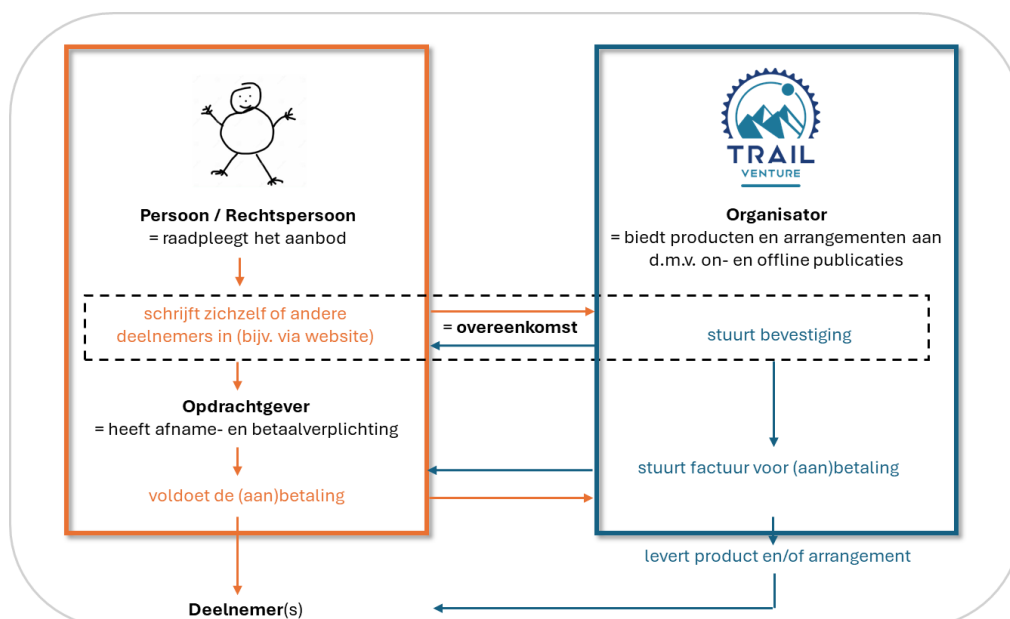 TRAIL
VENTURE
Persoon / Rechtspersoon
= raadpleegt het aanbod
Organisator
= biedt producten en arrangementen aan
d.m.v. on- en offline publicaties
schrijft zichzelf of andere
deelnemers in (bijv. via website)
= overeenkomst
stuurt bevestiging
Opdrachtgever
= heeft afname- en betaalverplichting
stuurt factuur voor (aan)betaling
voldoet de (aan)betaling
levert product en/of arrangement
Deelnemer(s)